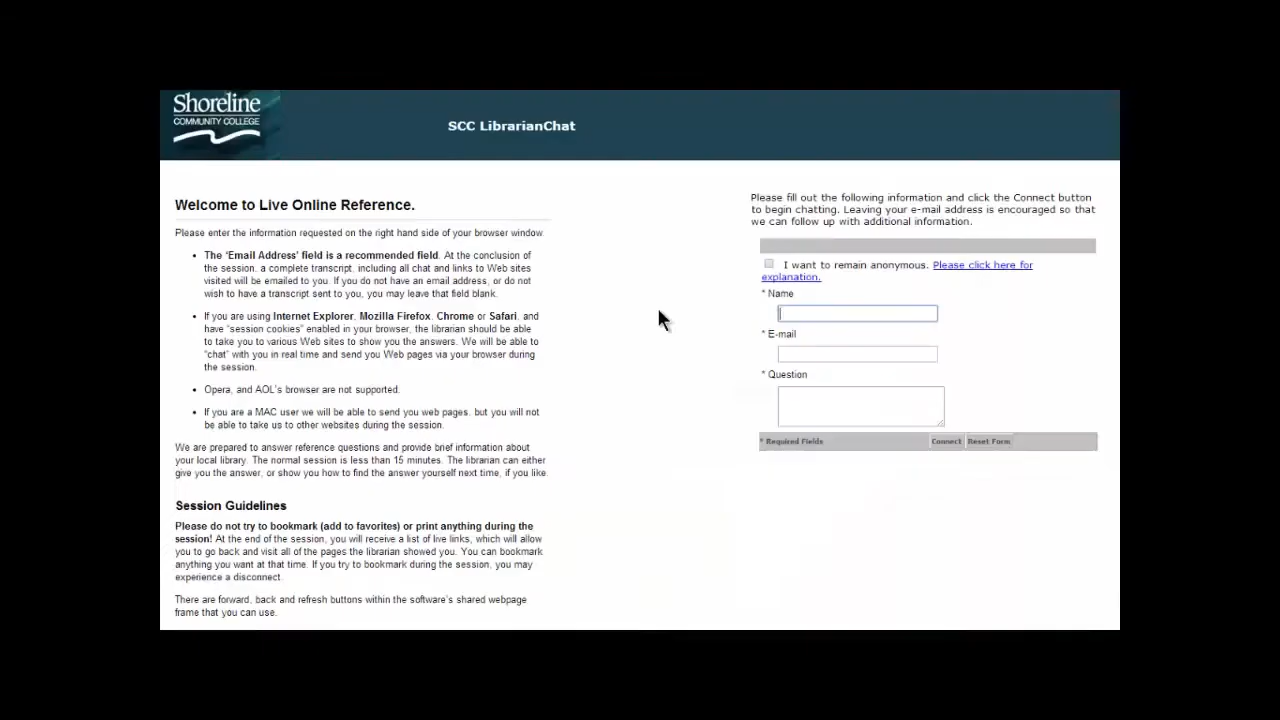 Shoreline
COMMUNITY COLLEGE
SCC LibrarianChat
Welcome to Live Online Reference.
Please enter the information requested on the right hand side of your browser window.
• The 'Email Address' field is a recommended field. At the conclusion of
the session, a complete transcript, including all chat and links to Web sites
visited will be emailed to you. If you do not have an email address, or do not
wish to have a transcript sent to you, you may leave that field blank.
• If you are using Internet Explorer, Mozilla Firefox, Chrome or Safari, and
have "session cookies" enabled in your browser, the librarian should be able
to take you to various Web sites to show you the answers. We will be able to
"chat" with you in real time and send you Web pages via your browser during
the session.
• Opera, and AOL's browser are not supported.
• If you are a MAC user we will be able to send you web pages, but you will not
be able to take us to other websites during the session.
We are prepared to answer reference questions and provide brief information about
your local library. The normal session is less than 15 minutes. The librarian can either
give you the answer, or show you how to find the answer yourself next time, if you like.
Session Guidelines
Please do not try to bookmark (add to favorites) or print anything during the
session! At the end of the session, you will receive a list of live links, which will allow
you to go back and visit all of the pages the librarian showed you. You can bookmark
anything you want at that time. If you try to bookmark during the session, you may
experience a disconnect.
There are forward, back and refresh buttons within the software's shared webpage
frame that you can use.
Please fill out the following information and click the Connect button
to begin chatting. Leaving your e-mail address is encouraged so that
we can follow up with additional information.
I want to remain anonymous. Please click here for
explanation.
* Name
* E-mail
* Question
* Required Fields Connect Reset Form